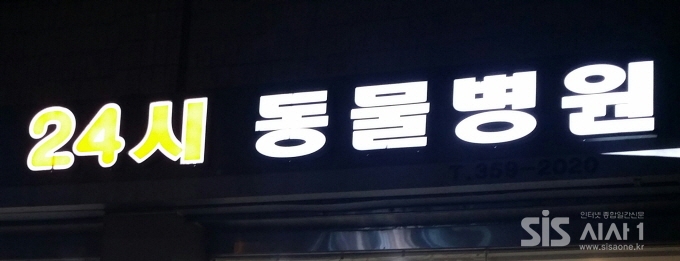 24시 동물병원
T.359-2020
인터넷 종합일간신문
SIS 시사1
www.sisaone.kr